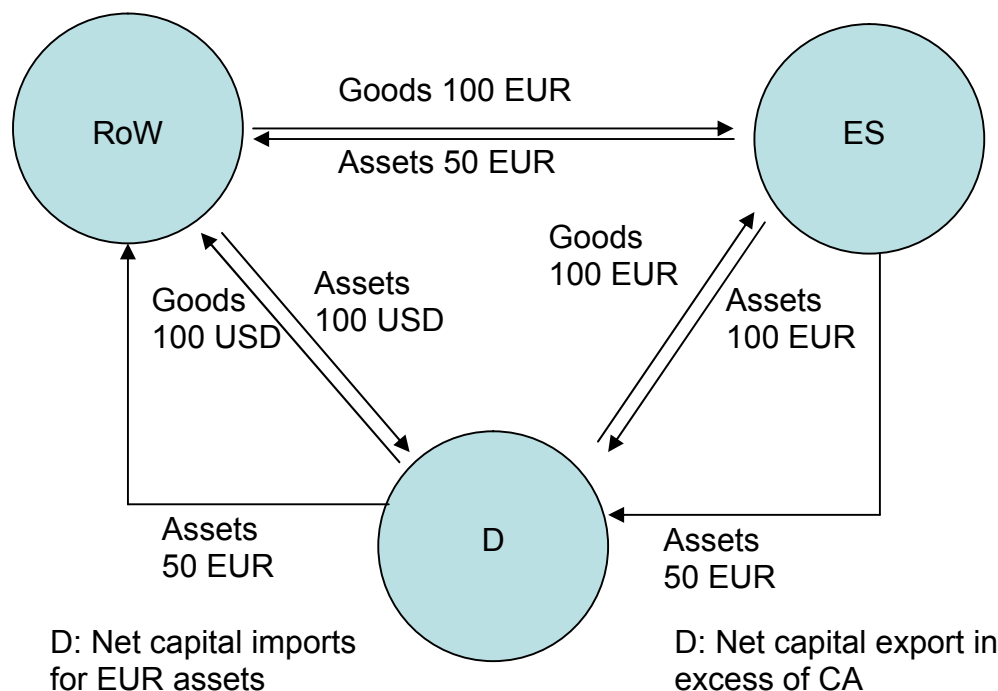 Goods 100 EUR
RoW
ES
Assets 50 EUR
Goods
100 EUR
Assets
100 USD
Goods
100 USD
Assets
100 EUR
Assets
50 EUR
D
Assets
50 EUR
D: Net capital imports
for EUR assets
D: Net capital export in
excess of CA